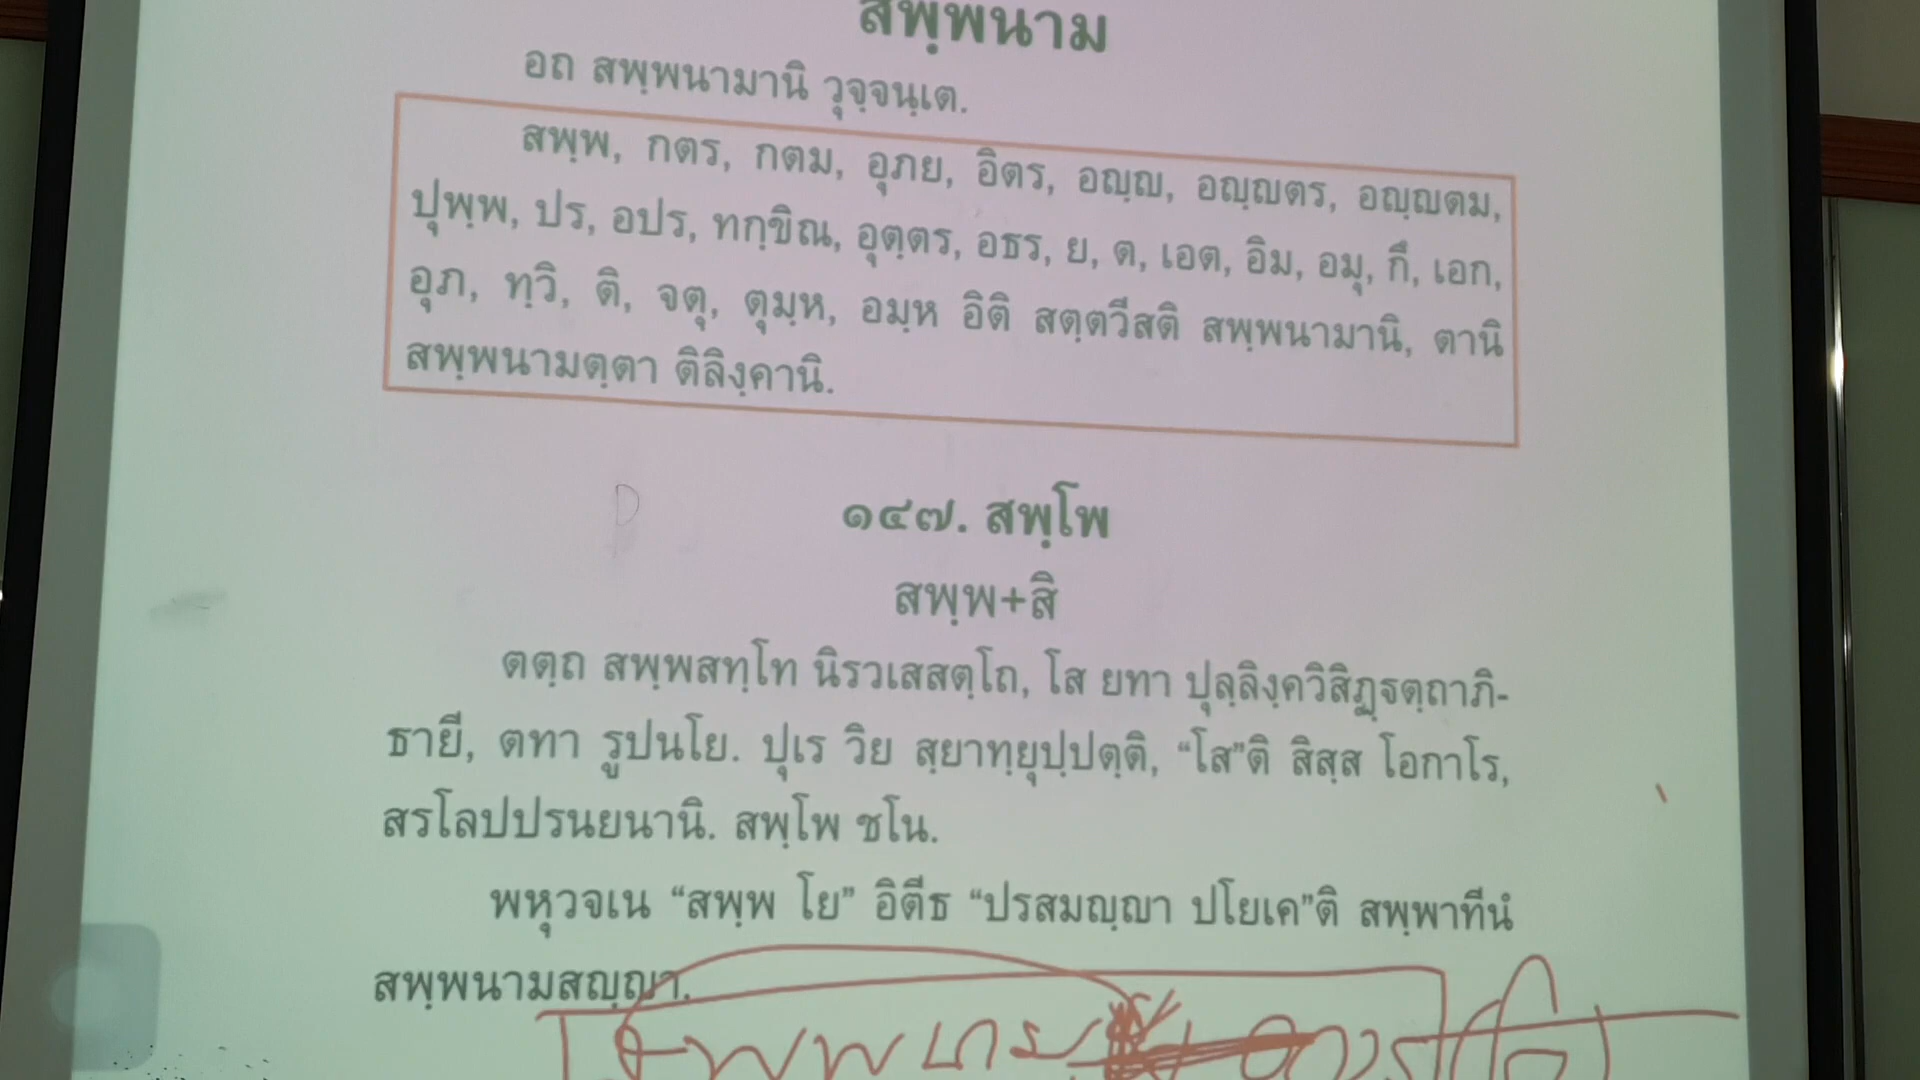 สพฺพนาม
อถ สพฺพนามานิ วุจฺจนฺเต.
สพฺพ, กตร, กตม, อุภย, อิตร, อญฺญ, อญฺญตร, อญฺญตม,
ปุพฺพ, ปร, อปร, ทกฺขิณ, อุตฺตร, อธร, ย, ต, เอต, อิม, อมุ, กึ, เอก,
อุภ, ทฺวิ, ติ, จตุ, ตุมฺห, อมฺห อิติ สตฺตวีสติ สพฺพนามานิ, ตานิ
สพฺพนามตฺตา ติลิงฺคานิ.
๑๔๗. สพฺโพ
สพฺพ+สิ
ตตฺถ สพฺพสทฺโท นิรวเสสตฺโถ, โส ยทา ปุลฺลิงฺควิสิฏฺฐตฺถาภิ-
ธายี, ตทา รูปนโย. ปุเร วิย สฺยาทฺยุปฺปตฺติ, “โส”ติ สิสฺส โอกาโร,
สรโลปปรนยนานิ. สพฺโพ ชโน.
พหุวจเน “สพฺพ โย” อิตีธ “ปรสมญฺญา ปโยเค”ติ สพฺพาทีนํ
สพฺพนามสญฺญา.